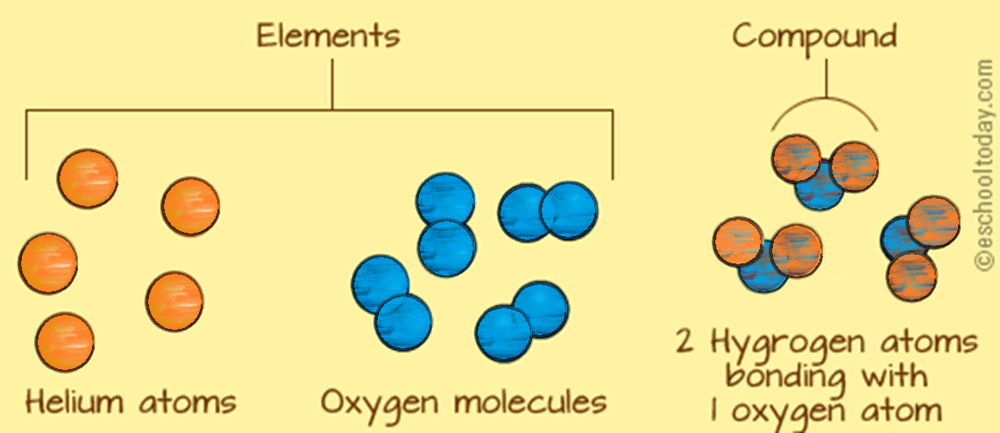 Elements
Compound
Helium atoms
Oxygen molecules
2 Hygrogen atoms
bonding with
1 oxygen atom
©eschooltoday.com